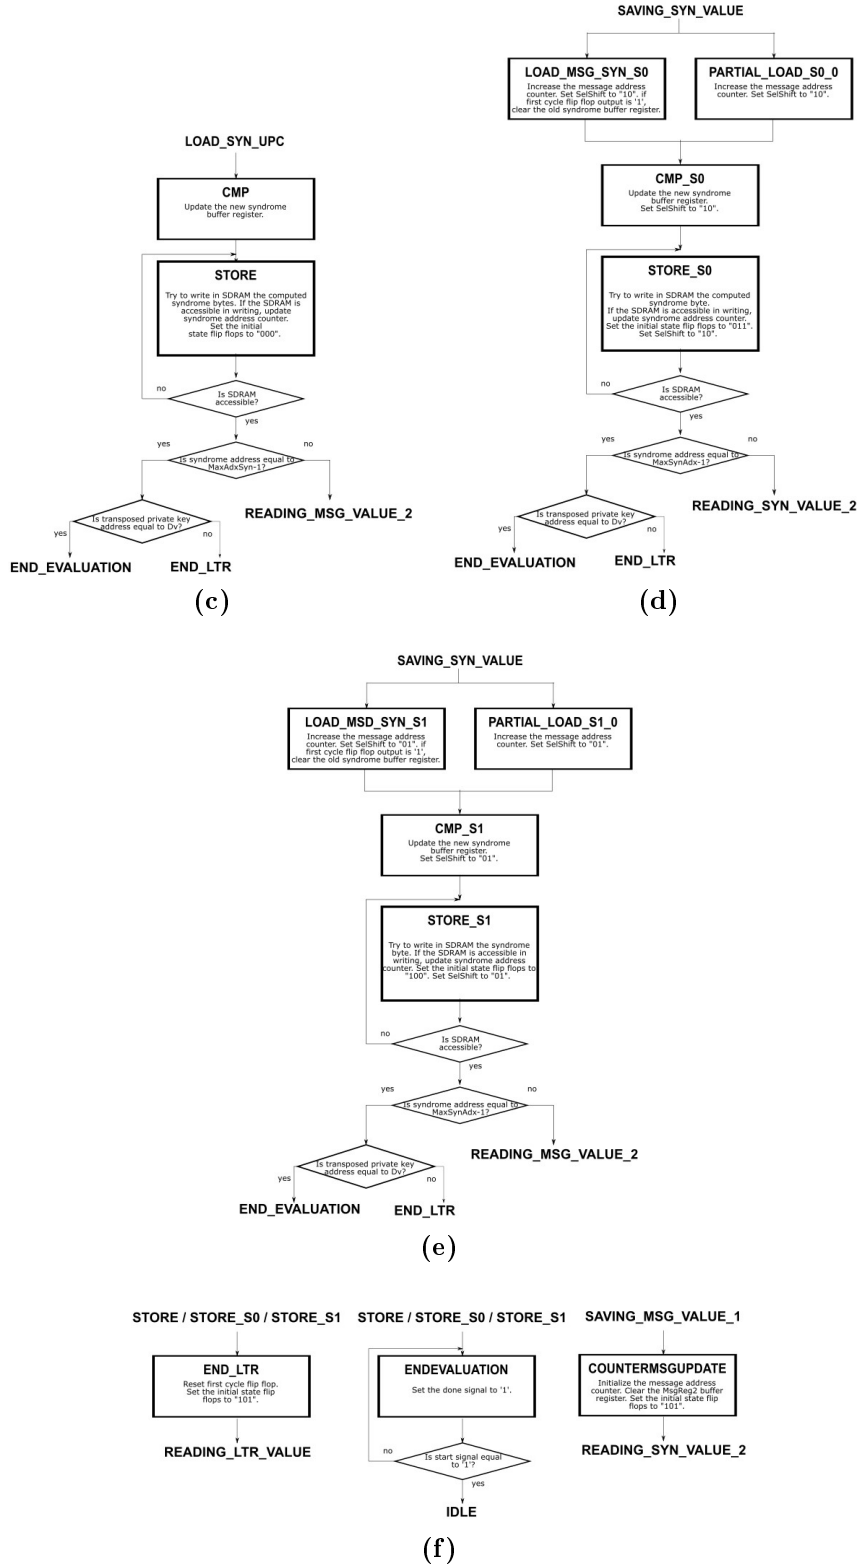 LOAD_SYN_UPC
CMP
Update the new syndrome
buffer register.
STORE
Try to write in SDRAM the computed
syndrome bytes. If the SDRAM is
accessible in writing, update
syndrome address counter.
Set the initial
state flip flops to "000".
no
Is SDRAM
accessible?
yes
yes
no
Is syndrome address equal to
MaxAdxSyn-1?
READING_MSG_VALUE_2
Is transposed private key
address equal to Dv?
yes
no
END_EVALUATION
END_LTR
(c)
SAVING_SYN_VALUE
LOAD_MSG_SYN_S0
Increase the message address
counter. Set SelShift to "10". if
first cycle flip flop output is '1',
clear the old syndrome buffer register.
PARTIAL_LOAD_S0_0
Increase the message address
counter. Set SelShift to "10".
CMP_S0
Update the new syndrome
buffer register.
Set SelShift to "10".
STORE_S0
Try to write in SDRAM the computed
syndrome byte.
If the SDRAM is accessible in writing,
update syndrome address counter.
Set the initial state flip flops to "011".
Set SelShift to "10".
no
Is SDRAM
accessible?
yes
yes
no
Is syndrome address equal to
MaxSynAdx-1?
READING_SYN_VALUE_2
Is transposed private key
address equal to Dv?
yes
no
END_EVALUATION
END_LTR
(d)
SAVING_SYN_VALUE
LOAD_MSD_SYN_S1
Increase the message address
counter. Set SelShift to "01". if
first cycle flip flop output is '1',
clear the old syndrome buffer register.
PARTIAL_LOAD_S1_0
Increase the message address
counter. Set SelShift to "01".
CMP_S1
Update the new syndrome
buffer register.
Set SelShift to "01".
STORE_S1
Try to write in SDRAM the syndrome
byte. If the SDRAM is accessible in
writing, update syndrome address
counter. Set the initial state flip flops to
"100". Set SelShift to "01".
no
Is SDRAM
accessible?
yes
yes
no
Is syndrome address equal to
MaxSynAdx-1?
READING_MSG_VALUE_2
Is transposed private key
address equal to Dv?
yes
no
END_EVALUATION
END_LTR
(e)
STORE / STORE_S0 / STORE_S1
END_LTR
Reset first cycle flip flop.
Set the initial state flip
flops to "101".
READING_LTR_VALUE
STORE / STORE_S0 / STORE_S1
ENDEVALUATION
Set the done signal to '1'.
no
Is start signal equal
to '1'?
yes
IDLE
SAVING_MSG_VALUE_1
COUNTERMSGUPDATE
Initialize the message address
counter. Clear the MsgReg2 buffer
register. Set the initial state flip
flops to "101".
READING_SYN_VALUE_2
(f)